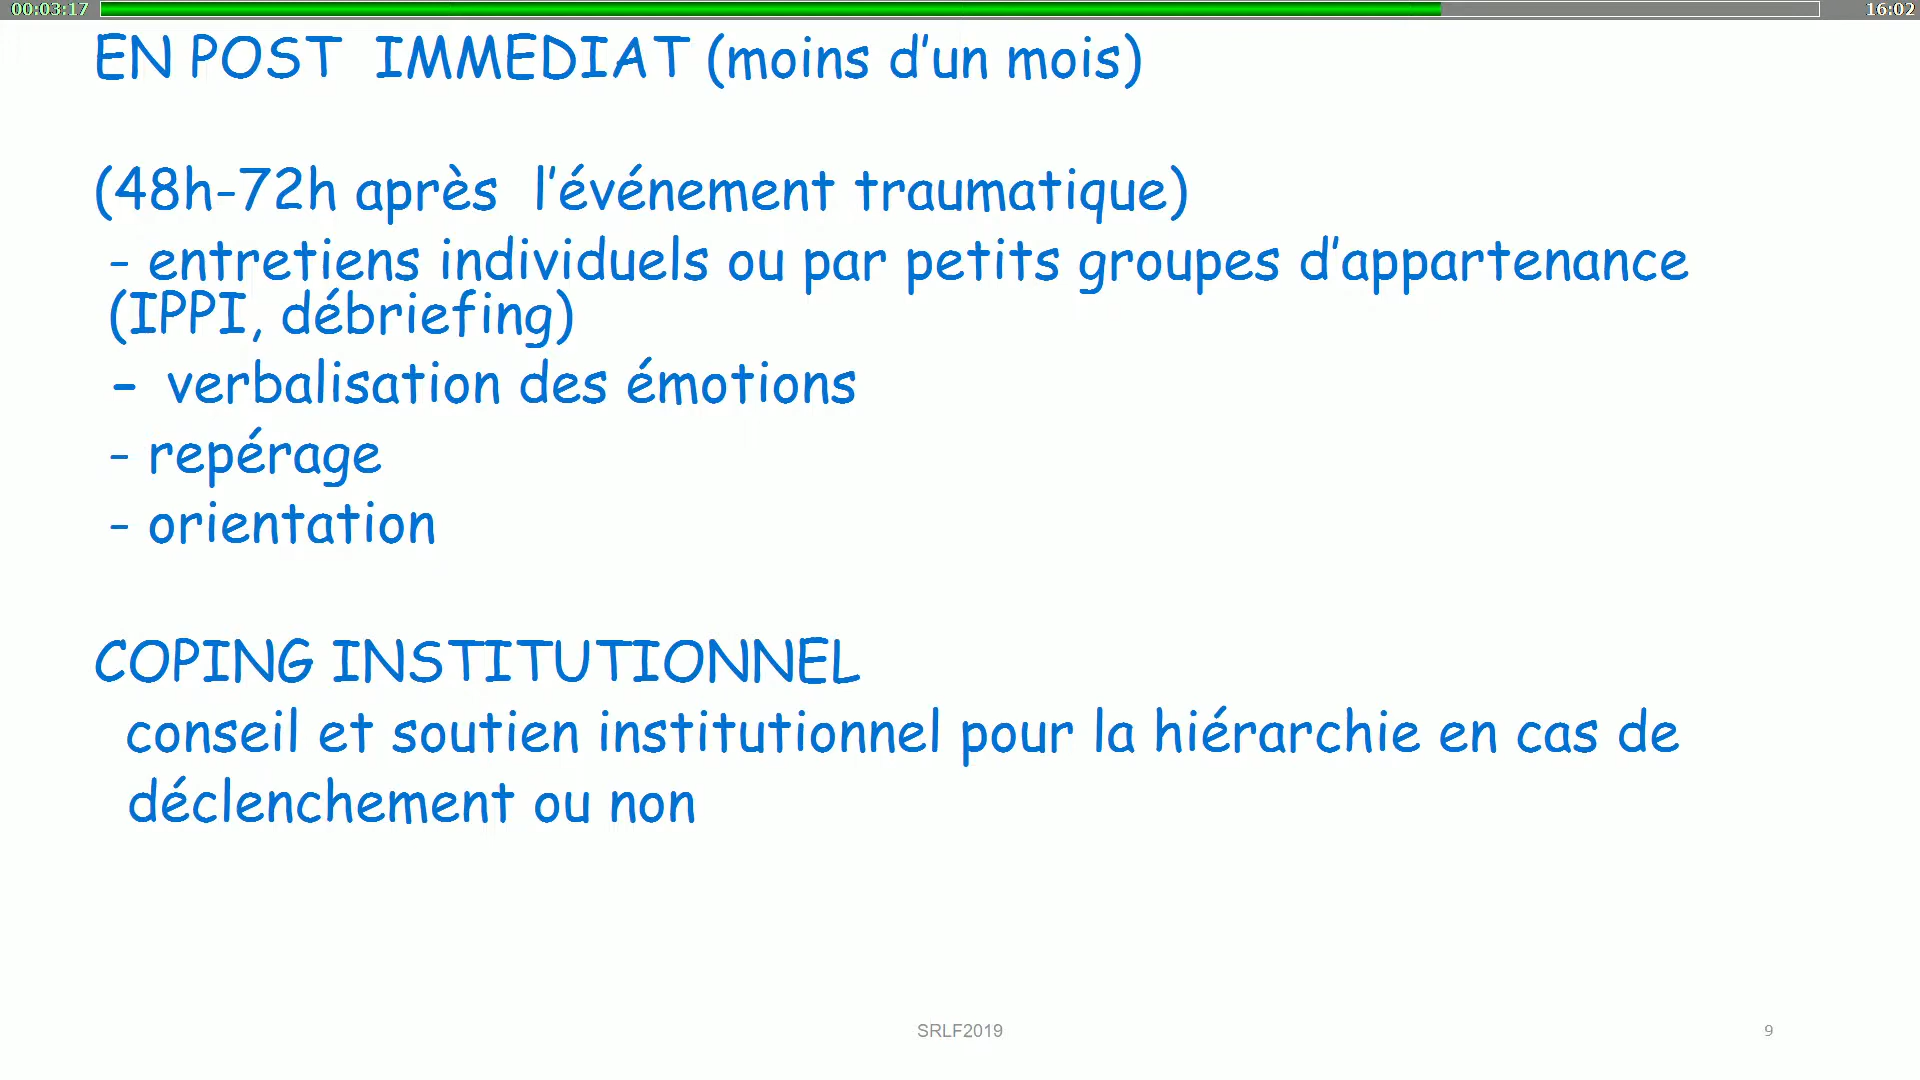 00:03:17
16:02
EN POST IMMEDIAT (moins d'un mois)
(48h-72h après l'événement traumatique)
- entretiens individuels ou par petits groupes d'appartenance
(IPPI, débriefing)
- verbalisation des émotions
- repérage
- orientation
COPING INSTITUTIONNEL
conseil et soutien institutionnel pour la hiérarchie en cas de
déclenchement ou non
SRLF2019
9